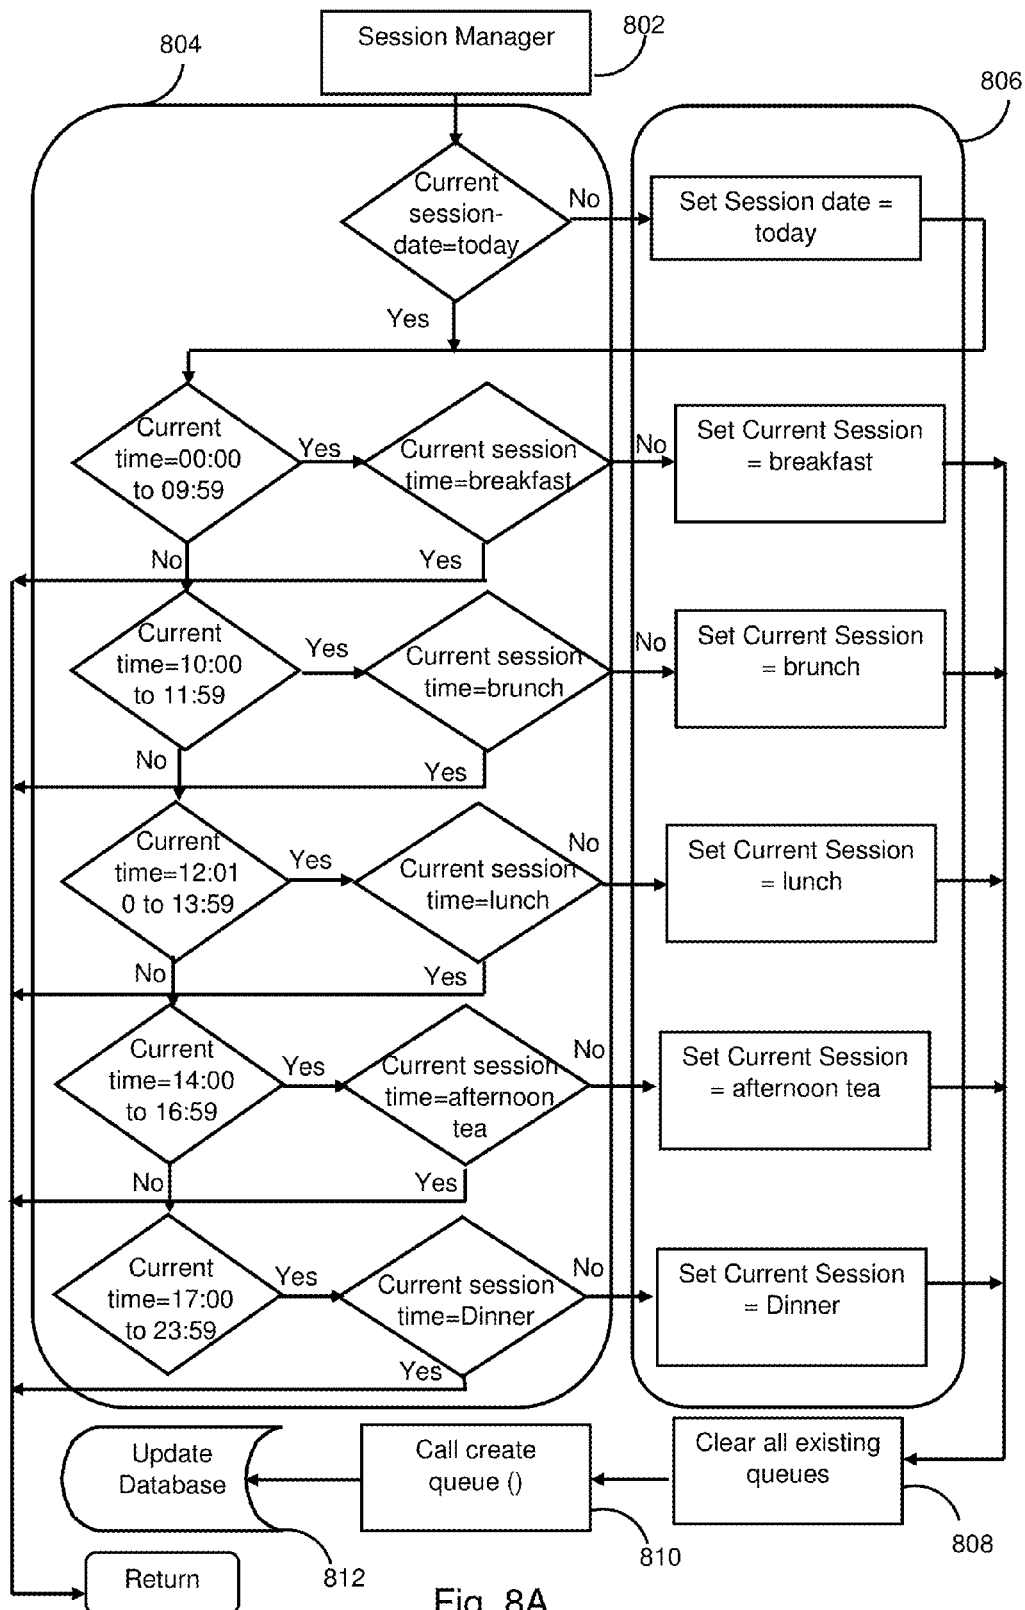 Session Manager
802
804
806
Current
session-
date=today
No
Set Session date =
today
Yes
Current
time=00:00
to 09:59
Yes
Current session
time=breakfast
No
Set Current Session
= breakfast
No
Yes
Current
time=10:00
to 11:59
Yes
Current session
time=brunch
No
Set Current Session
= brunch
No
Yes
Current
time=12:01
0 to 13:59
Yes
Current session
time=lunch
No
Set Current Session
= lunch
No
Yes
Current
time=14:00
to 16:59
Yes
Current session
time=afternoon
tea
No
Set Current Session
= afternoon tea
No
Yes
Current
time=17:00
to 23:59
Yes
Current session
time=Dinner
No
Set Current Session
= Dinner
Yes
Update
Database
Call create
queue ()
Clear all existing
queues
808
810
812
Return
Fig. 8A